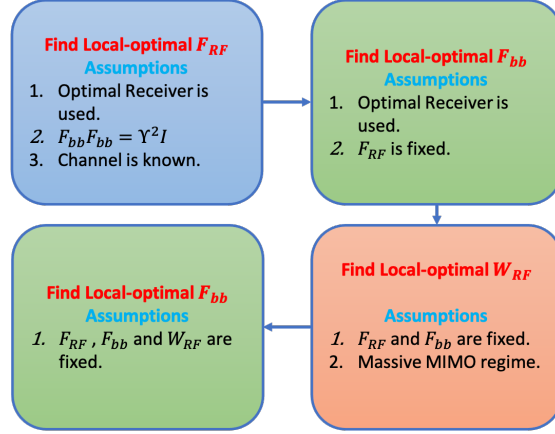 Find Local-optimal F_RF
Assumptions
1. Optimal Receiver is
used.
2. F_bb F_bb = Υ²I
3. Channel is known.
Find Local-optimal F_bb
Assumptions
1. Optimal Receiver is
used.
2. F_RF is fixed.
Find Local-optimal W_RF
Assumptions
1. F_RF and F_bb are fixed.
2. Massive MIMO regime.
Find Local-optimal F_bb
Assumptions
1. F_RF , F_bb and W_RF are
fixed.